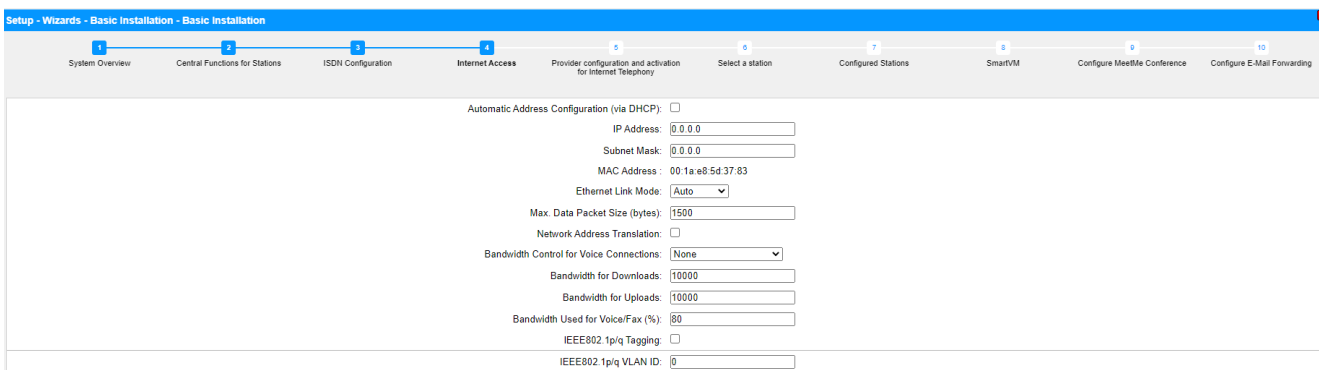 Setup - Wizards - Basic Installation - Basic Installation
1 2 3 4 5 6 7 8 9 10
System Overview Central Functions for Stations ISDN Configuration Internet Access Provider configuration and activation for Internet Telephony Select a station Configured Stations SmartVM Configure MeetMe Conference Configure E-Mail Forwarding
Automatic Address Configuration (via DHCP):
IP Address: 0.0.0.0
Subnet Mask: 0.0.0.0
MAC Address : 00:1a:e8:5d:37:83
Ethernet Link Mode: Auto
Max. Data Packet Size (bytes): 1500
Network Address Translation:
Bandwidth Control for Voice Connections: None
Bandwidth for Downloads: 10000
Bandwidth for Uploads: 10000
Bandwidth Used for Voice/Fax (%): 80
IEEE802.1p/q Tagging:
IEEE802.1p/q VLAN ID: 0